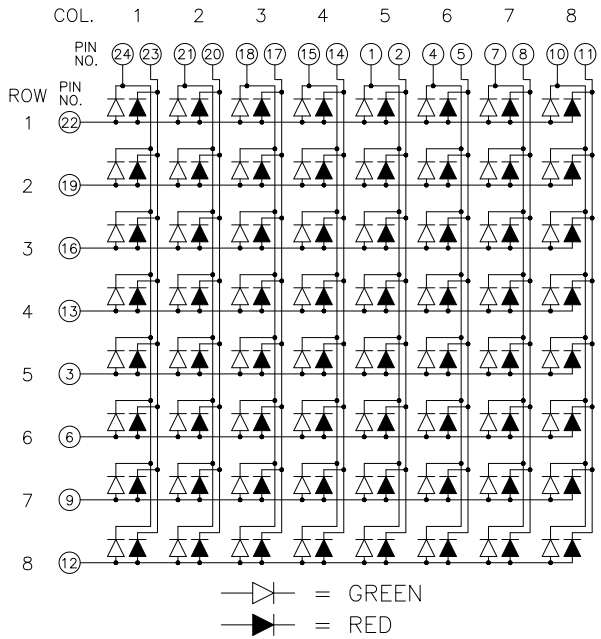 COL. 1 2 3 4 5 6 7 8
PIN NO. 24 23 21 20 18 17 15 14 1 2 4 5 7 8 10 11
ROW PIN NO.
1 22
2 19
3 16
4 13
5 3
6 6
7 9
8 12
= GREEN
= RED